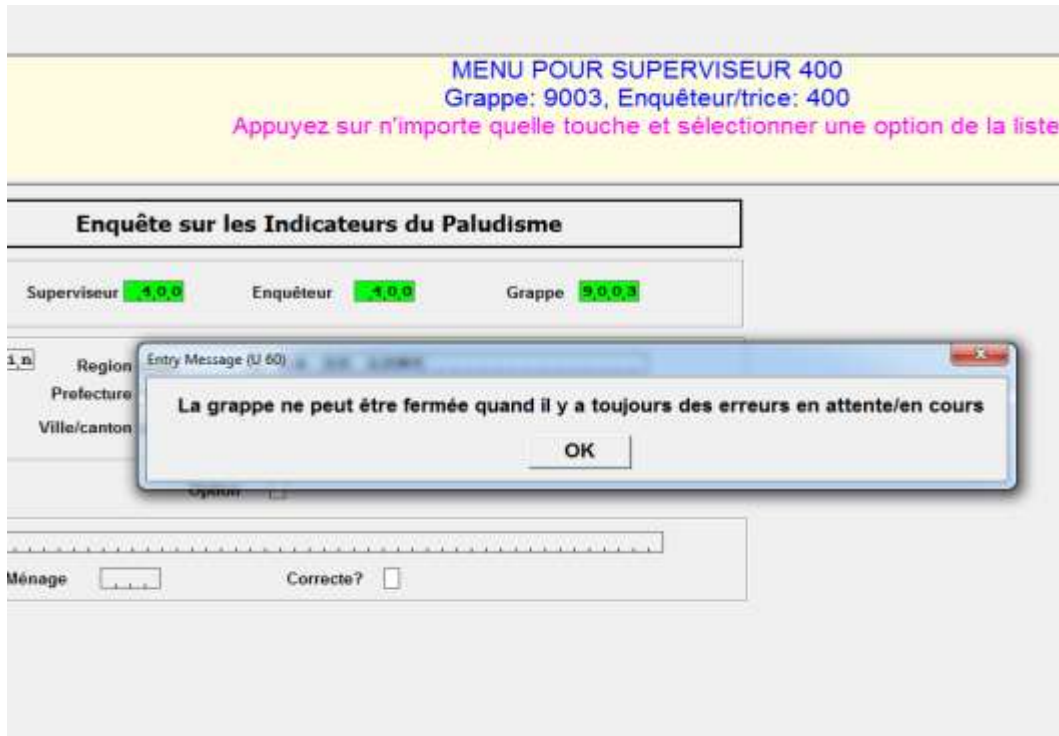 MENU POUR SUPERVISEUR 400
Grappe: 9003, Enquêteur/trice: 400
Appuyez sur n'importe quelle touche et sélectionner une option de la liste
Enquête sur les Indicateurs du Paludisme
Superviseur 4,0,0 Enquêteur 4,0,0 Grappe 9,0,0,3
i,n Region
Entry Message (U 60)
Prefecture
La grappe ne peut être fermée quand il y a toujours des erreurs en attente/en cours
Ville/canton
OK
Option
Ménage Correcte?